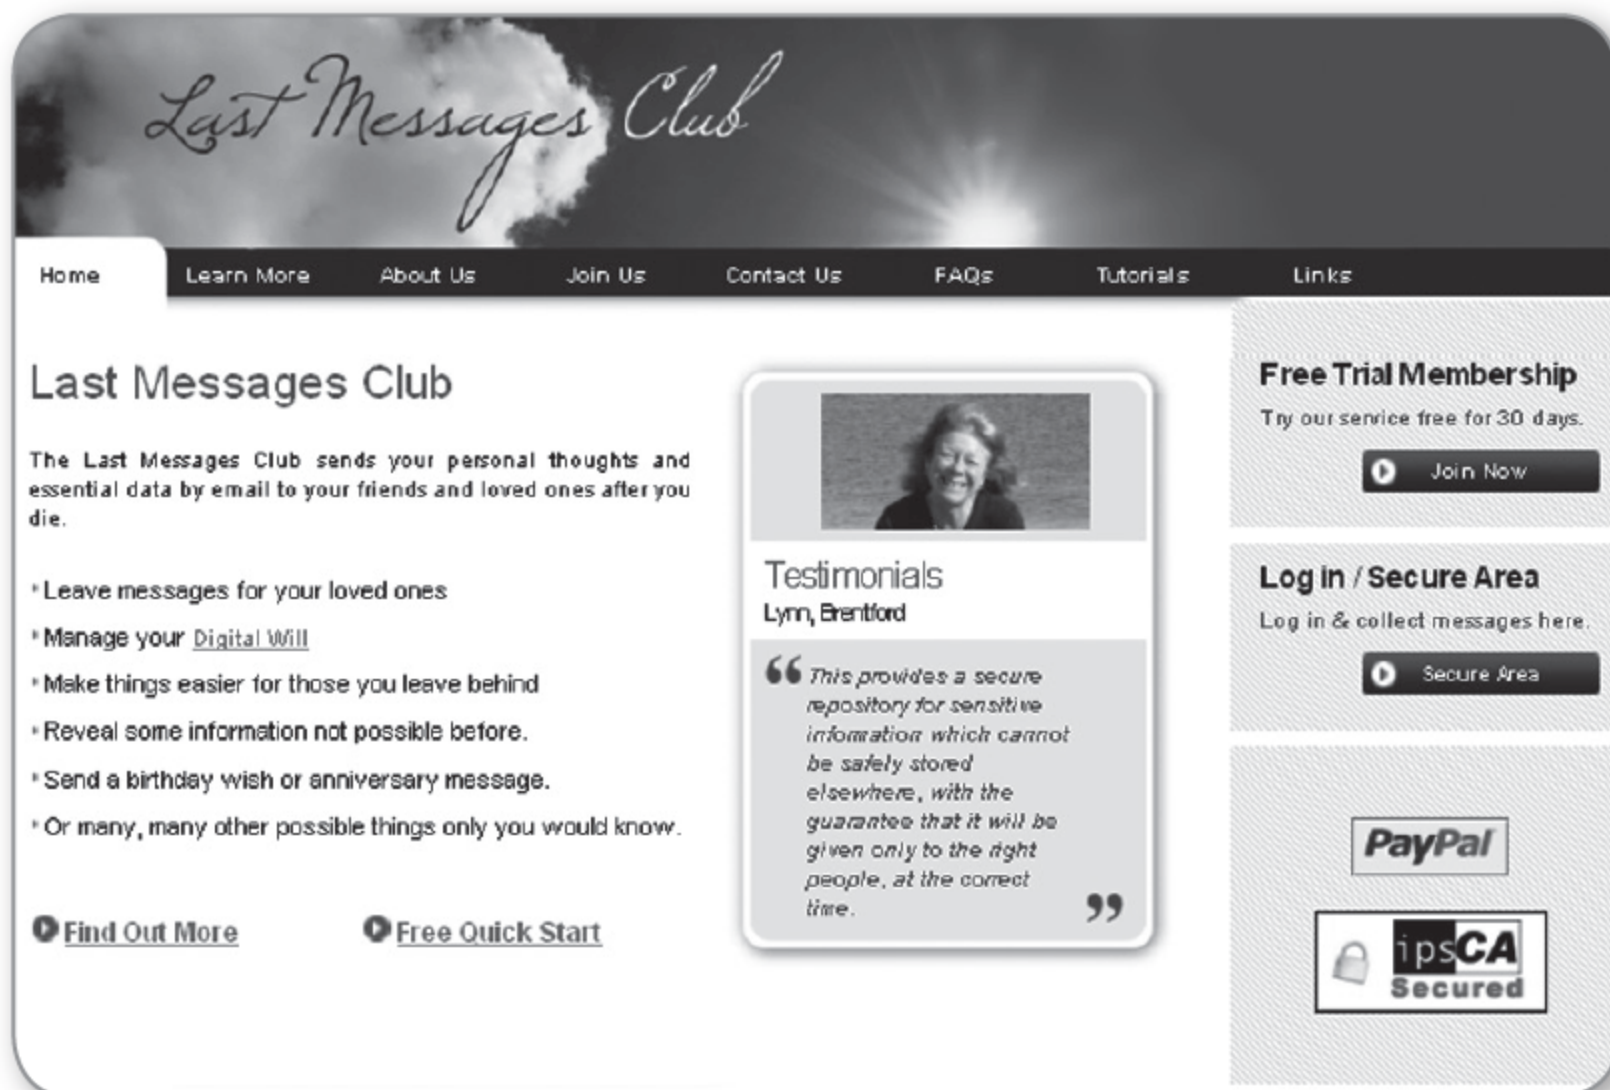 Last Messages Club
Home
Learn More
About Us
Join Us
Contact Us
FAQs
Tutorials
Links
Last Messages Club
The Last Messages Club sends your personal thoughts and
essential data by email to your friends and loved ones after you
die.
Leave messages for your loved ones
Manage your Digital Will
Make things easier for those you leave behind
Reveal some information not possible before.
Send a birthday wish or anniversary message.
Or many, many other possible things only you would know.
Find Out More
Free Quick Start
Testimonials
Lynn, Brentford
“This provides a secure
repository for sensitive
information which cannot
be safely stored
elsewhere, with the
guarantee that it will be
given only to the right
people, at the correct
time.”
Free Trial Membership
Try our service free for 30 days.
Join Now
Log in / Secure Area
Log in & collect messages here.
Secure Area
PayPal
ipsCA
Secured